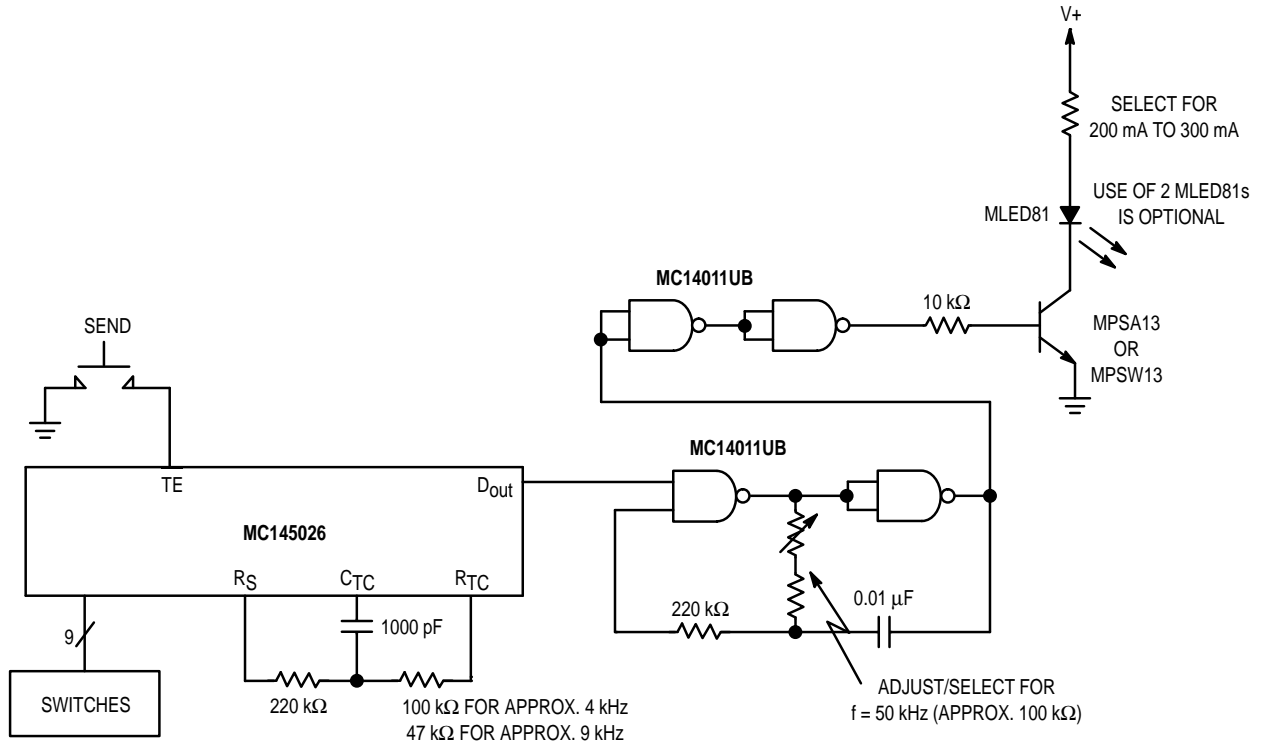 V+
SELECT FOR
200 mA TO 300 mA
MLED81
USE OF 2 MLED81s
IS OPTIONAL
MC14011UB
10 kΩ
MPSA13
OR
MPSW13
SEND
MC14011UB
TE
Dout
MC145026
RS
CTC
RTC
9
SWITCHES
1000 pF
220 kΩ
100 kΩ FOR APPROX. 4 kHz
47 kΩ FOR APPROX. 9 kHz
220 kΩ
0.01 μF
ADJUST/SELECT FOR
f = 50 kHz (APPROX. 100 kΩ)